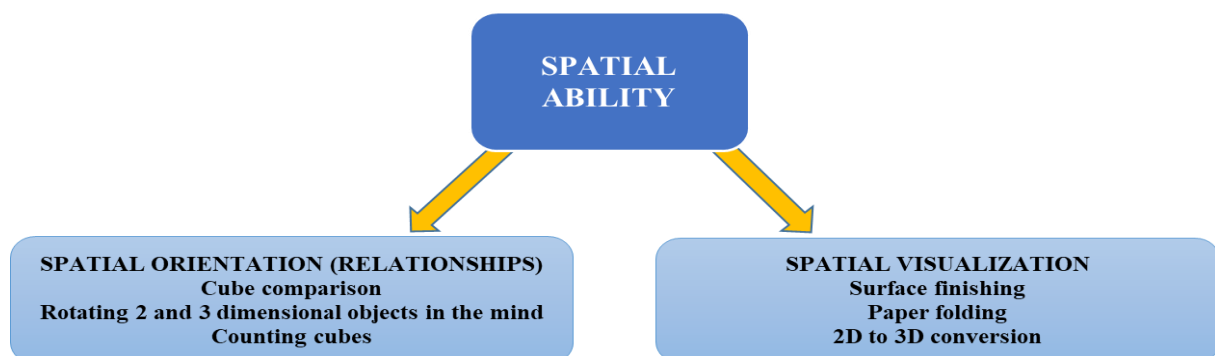 SPATIAL
ABILITY
SPATIAL ORIENTATION (RELATIONSHIPS)
Cube comparison
Rotating 2 and 3 dimensional objects in the mind
Counting cubes
SPATIAL VISUALIZATION
Surface finishing
Paper folding
2D to 3D conversion